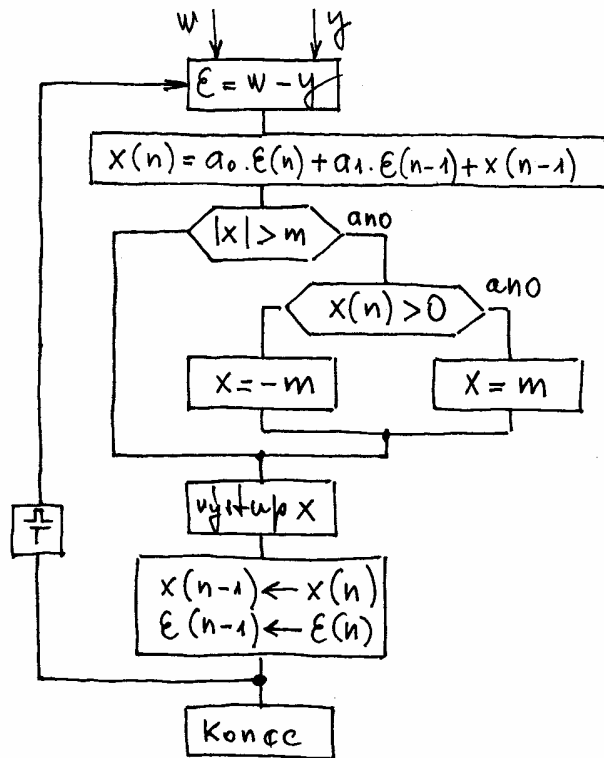 w y
ε = w - y
x(n) = a₀.ε(n) + a₁.ε(n-1) + x(n-1)
|x| > m ano
x(n) > 0 ano
x = -m x = m
výstup x
T
x(n-1) ← x(n)
ε(n-1) ← ε(n)
Konec